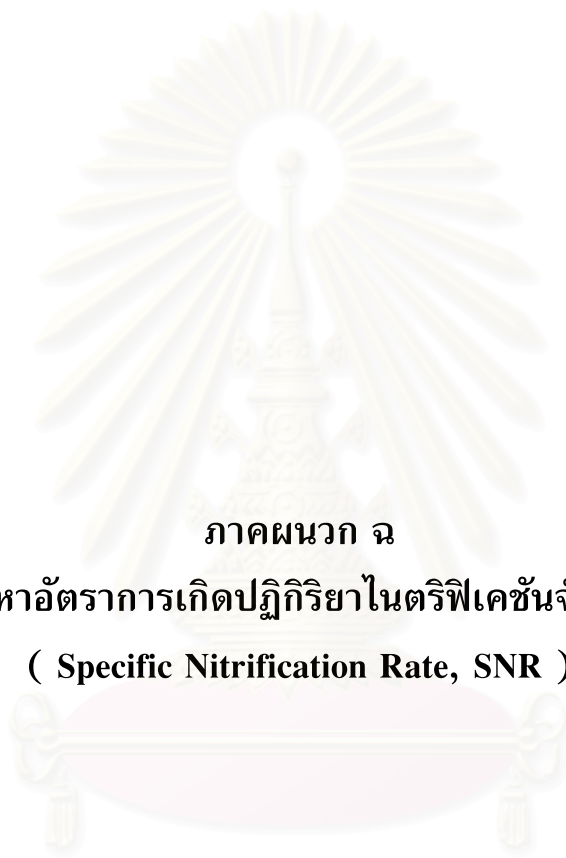 ภาคผนวก ฉ
หาอัตราการเกิดปฏิกิริยาไนตริฟิเคชัน
( Specific Nitrification Rate, SNR )